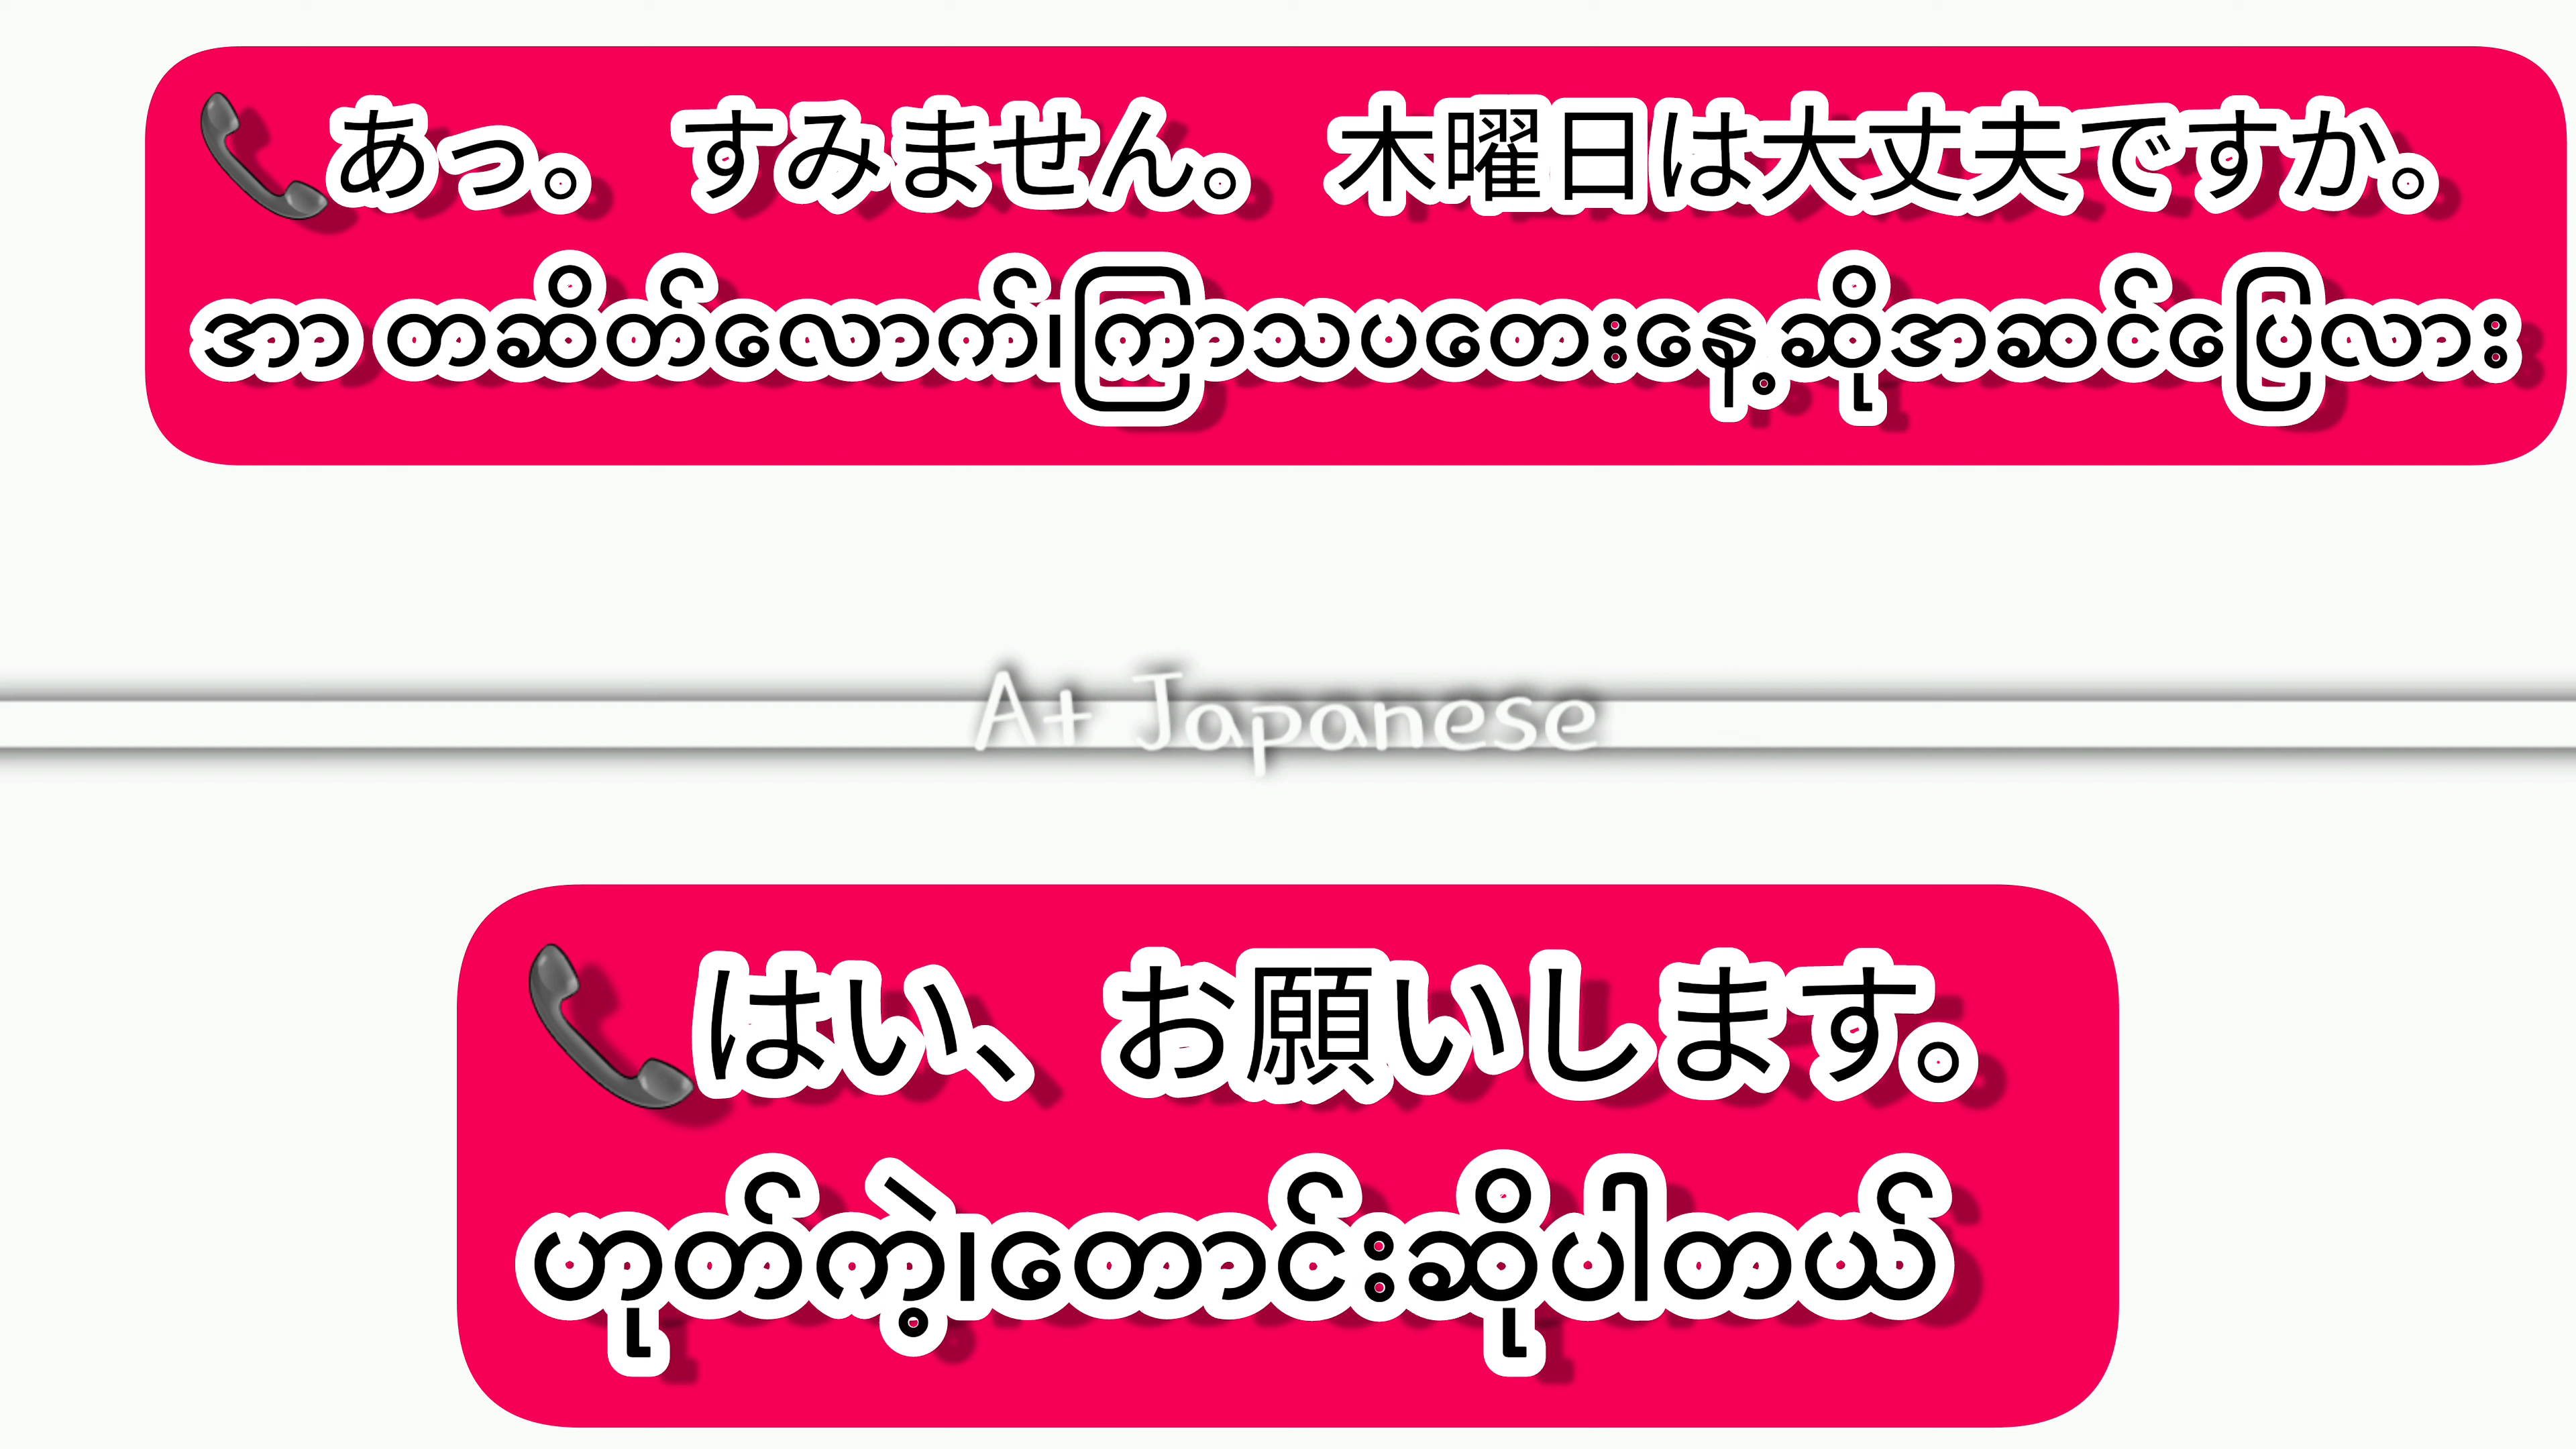 📞あっ。 すみません。 木曜日は大丈夫ですか。
အာ တဆိတ်လောက်၊ကြာသပတေးနေ့ဆိုအဆင်ပြေလား
At Japanese
📞はい、 お願いします。
ဟုတ်ကဲ့၊တောင်းဆိုပါတယ်